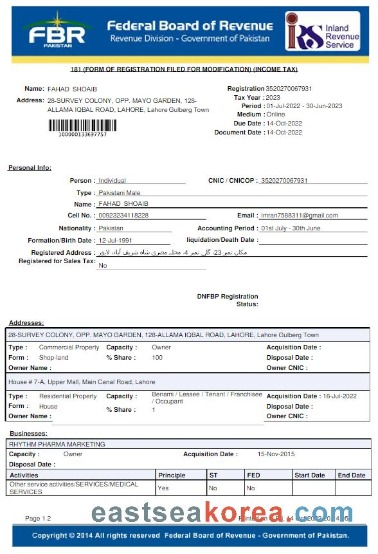 FBR
PAKISTAN
Federal Board of Revenue
Revenue Division - Government of Pakistan
IRS
Inland
Revenue
Service
181 (FORM OF REGISTRATION FILED FOR MODIFICATION) (INCOME TAX)
Name: FAHAD SHOAIB
Address: 28-SURVEY COLONY, OPP. MAYO GARDEN, 128-
ALLAMA IQBAL ROAD, LAHORE, Lahore Gulberg Town
Registration 3520270067931
Tax Year : 2023
Period : 01-Jul-2022 - 30-Jun-2023
Medium : Online
Due Date : 14-Oct-2022
Document Date : 14-Oct-2022
Personal Info:
Person : Individual CNIC / CNICOP : 3520270067931
Type : Pakistani Male
Name : FAHAD SHOAIB
Cell No. : 00923234118228 Email : imran7588311@gmail.com
Nationality : Pakistan Accounting Period : 01st July - 30th June
Formation/Birth Date : 12-Jul-1991 liquidation/Death Date :
Registered Address : مکان نمبر 23، گلی نمبر 4، محلہ
Registered for Sales Tax: No
DNFBP Registration
Status:
Addresses:
28-SURVEY COLONY, OPP. MAYO GARDEN, 128-ALLAMA IQBAL ROAD, LAHORE, Lahore Gulberg Town
Type : Commercial Property Capacity : Owner Acquisition Date :
Form : Shop-land % Share : 100 Disposal Date :
Owner Name : Owner CNIC :
House # 7-A, Upper Mall, Main Canal Road, Lahore
Type : Residential Property Capacity : Benami / Lessee / Tenant / Franchisee / Occupant Acquisition Date : 16-Jul-2022
Form : House % Share : 1 Disposal Date :
Owner Name : Owner CNIC :
Businesses:
RHYTHM PHARMA MARKETING
Capacity : Owner Acquisition Date : 15-Nov-2015
Disposal Date :
Activities Principle ST FED Start Date End Date
Other service activities/SERVICES/MEDICAL SERVICES Yes No No
Page 1 2
eastseakorea.com
Copyright © 2014 All rights reserved Federal Board of Revenue - Government of Pakistan.